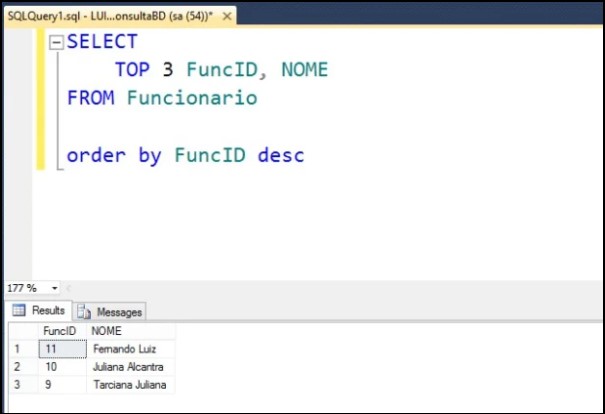 SQLQuery1.sql - LUI...onsultaBD (sa (54))* ×
SELECT
TOP 3 FuncID, NOME
FROM Funcionario
order by FuncID desc
177 %
Results Messages
FuncID NOME
1 11 Fernando Luiz
2 10 Juliana Alcantra
3 9 Tarciana Juliana